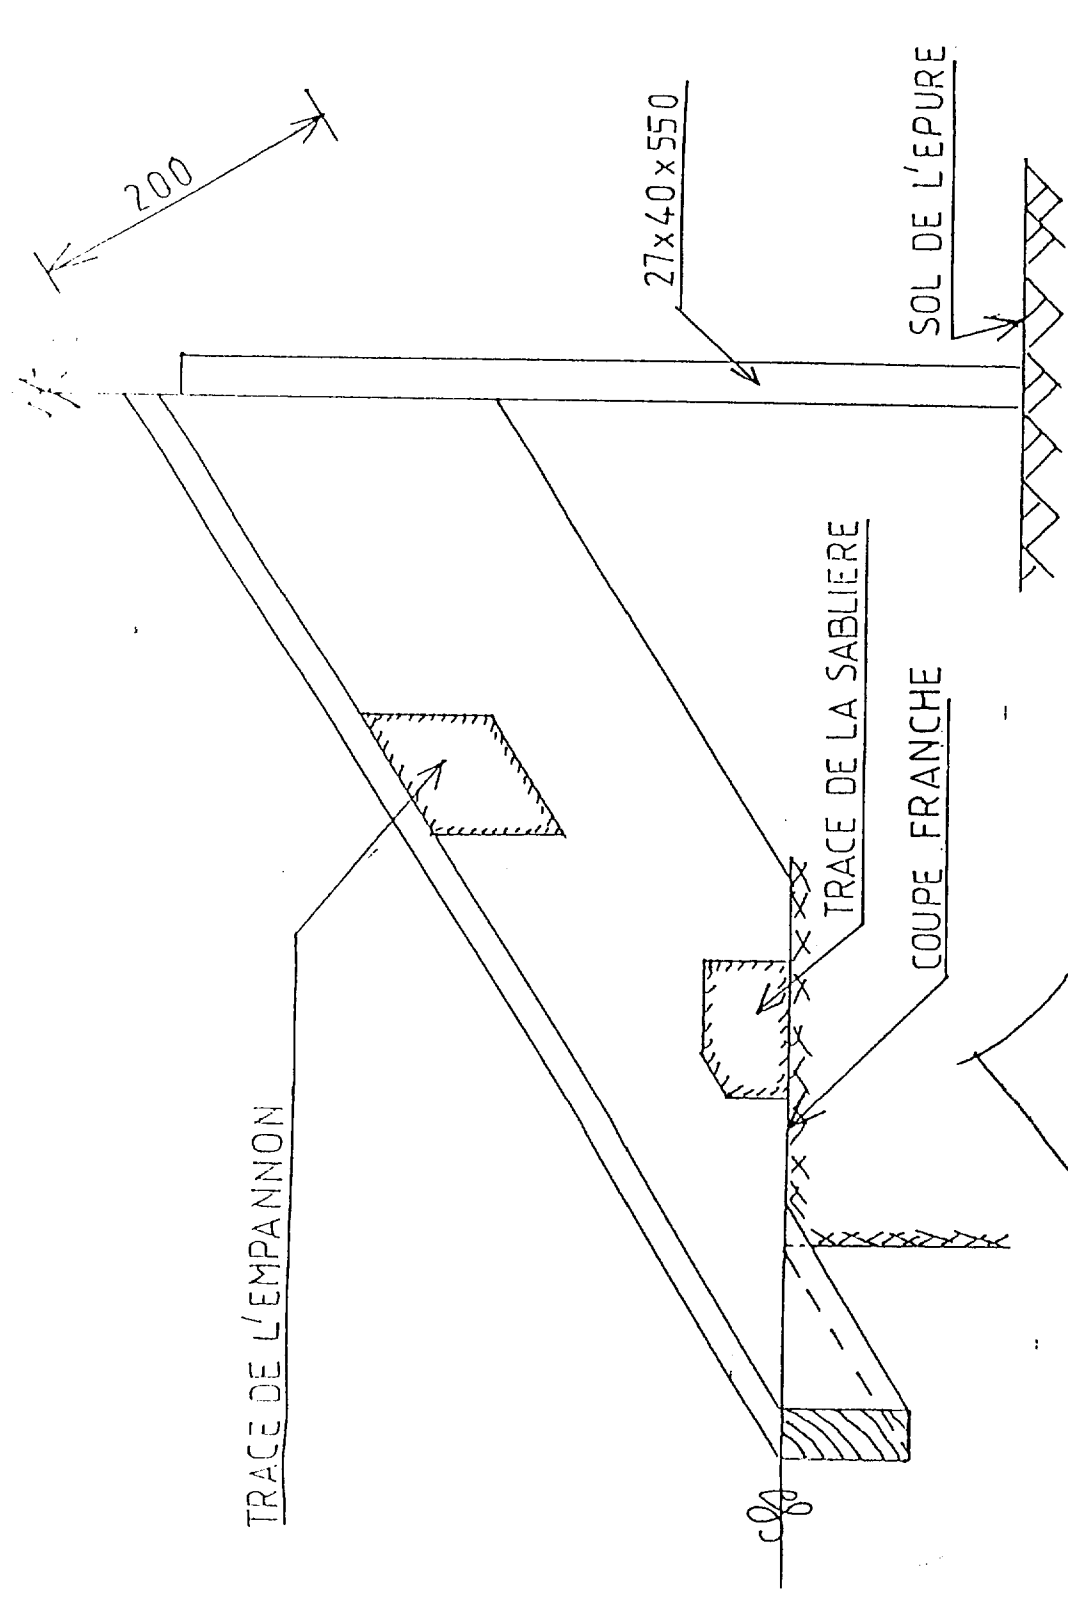 200
27x40x550
SOL DE L'EPURE
TRACE DE L'EMPANNON
TRACE DE LA SABLIERE
COUPE FRANCHE